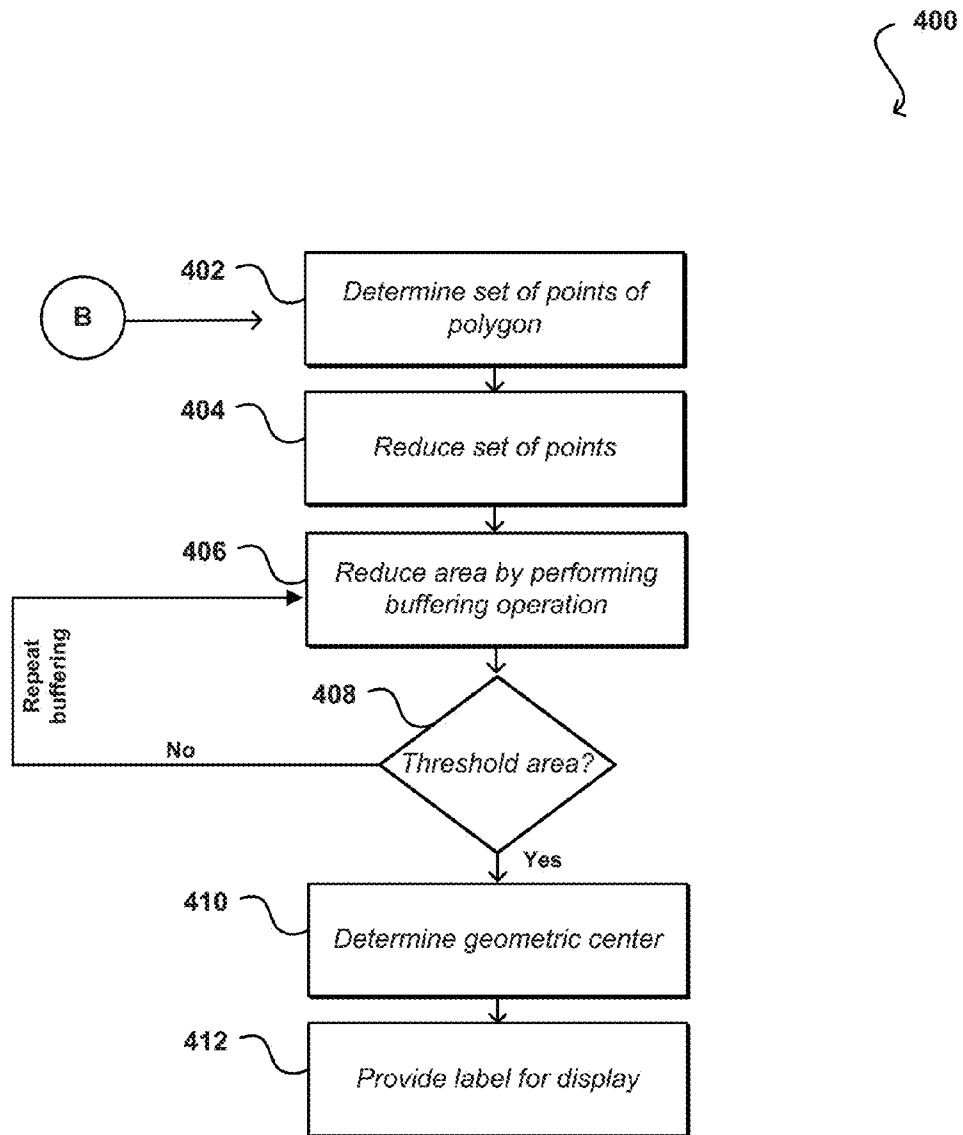 400
402
Determine set of points of
polygon
B
404
Reduce set of points
406
Reduce area by performing
buffering operation
Repeat
buffering
408
Threshold area?
No
Yes
410
Determine geometric center
412
Provide label for display